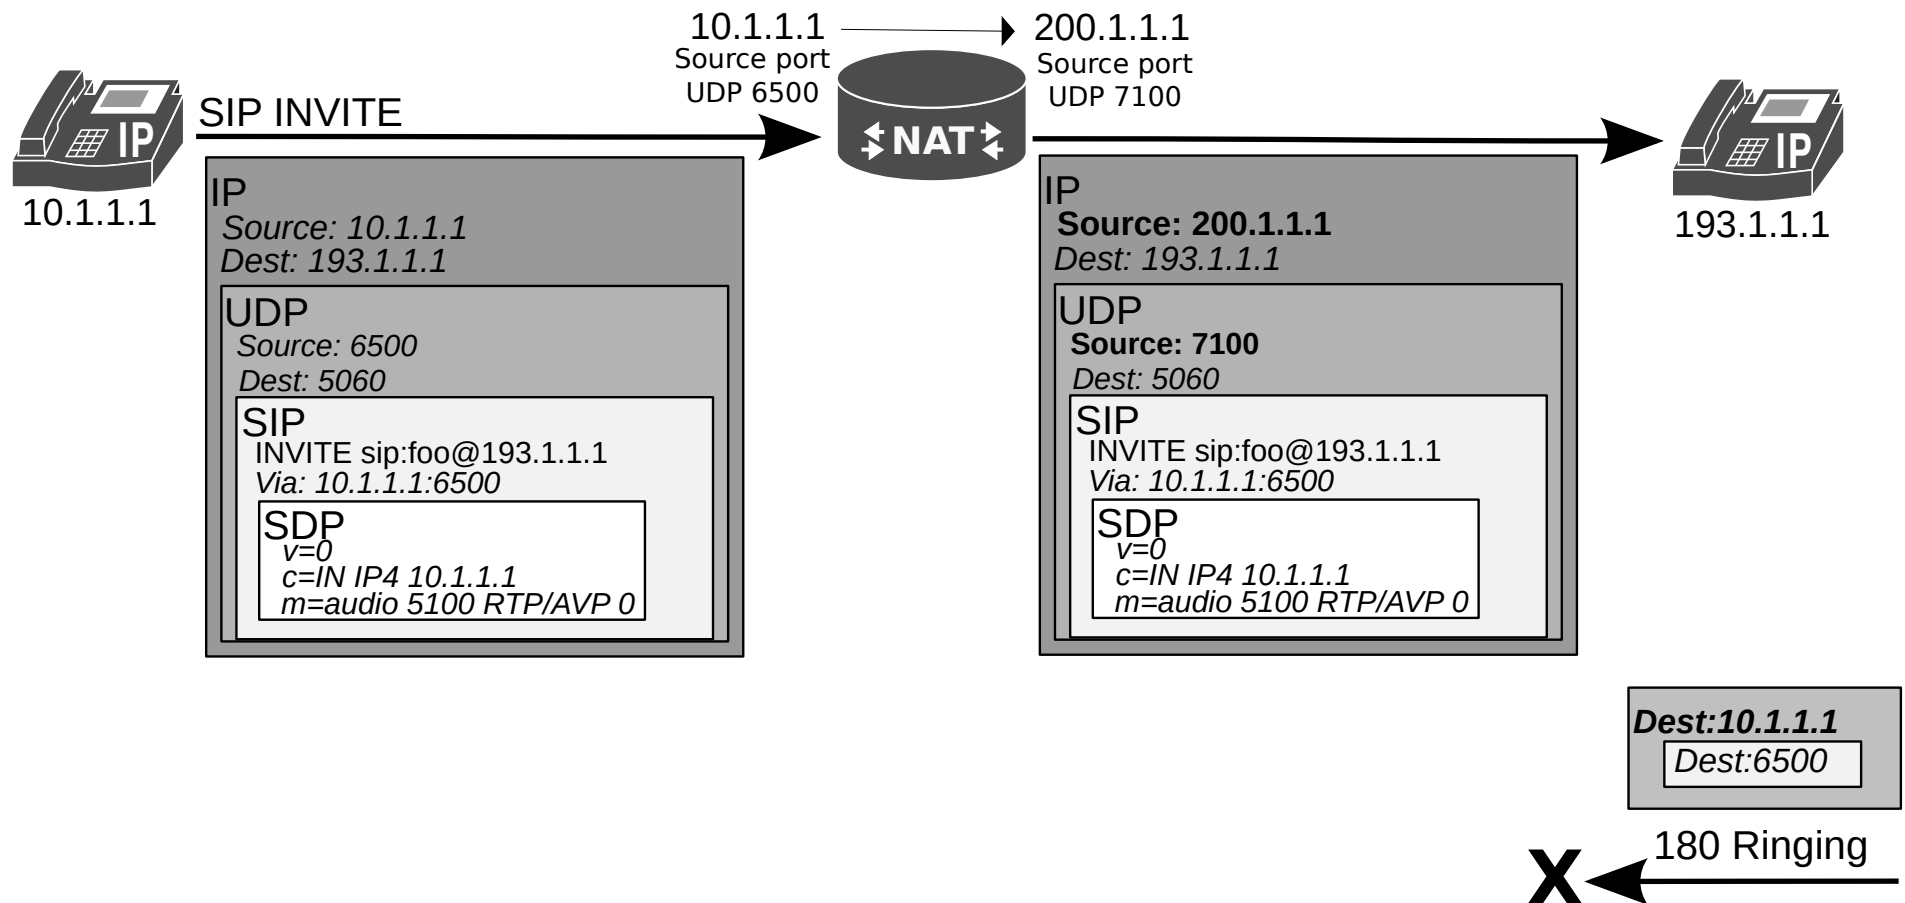 10.1.1.1
Source port
UDP 6500
200.1.1.1
Source port
UDP 7100
IP
10.1.1.1
SIP INVITE
NAT
IP
193.1.1.1
IP
Source: 10.1.1.1
Dest: 193.1.1.1
UDP
Source: 6500
Dest: 5060
SIP
INVITE sip:foo@193.1.1.1
Via: 10.1.1.1:6500
SDP
v=0
c=IN IP4 10.1.1.1
m=audio 5100 RTP/AVP 0
IP
Source: 200.1.1.1
Dest: 193.1.1.1
UDP
Source: 7100
Dest: 5060
SIP
INVITE sip:foo@193.1.1.1
Via: 10.1.1.1:6500
SDP
v=0
c=IN IP4 10.1.1.1
m=audio 5100 RTP/AVP 0
Dest:10.1.1.1
Dest:6500
180 Ringing
X